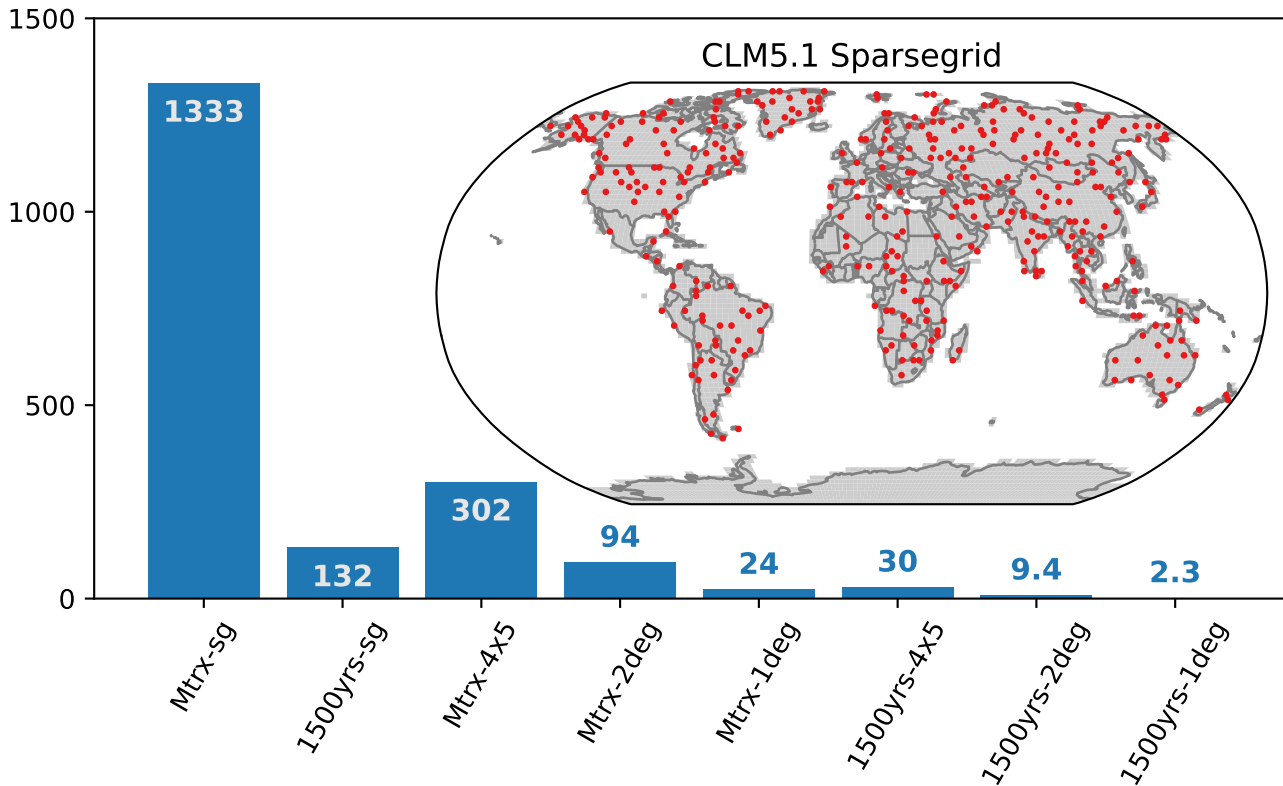 1500
1000
500
0
CLM5.1 Sparsegrid
1333
132
302
94
24
30
9.4
2.3
Mtrx-sg
1500yrs-sg
Mtrx-4x5
Mtrx-2deg
Mtrx-1deg
1500yrs-4x5
1500yrs-2deg
1500yrs-1deg